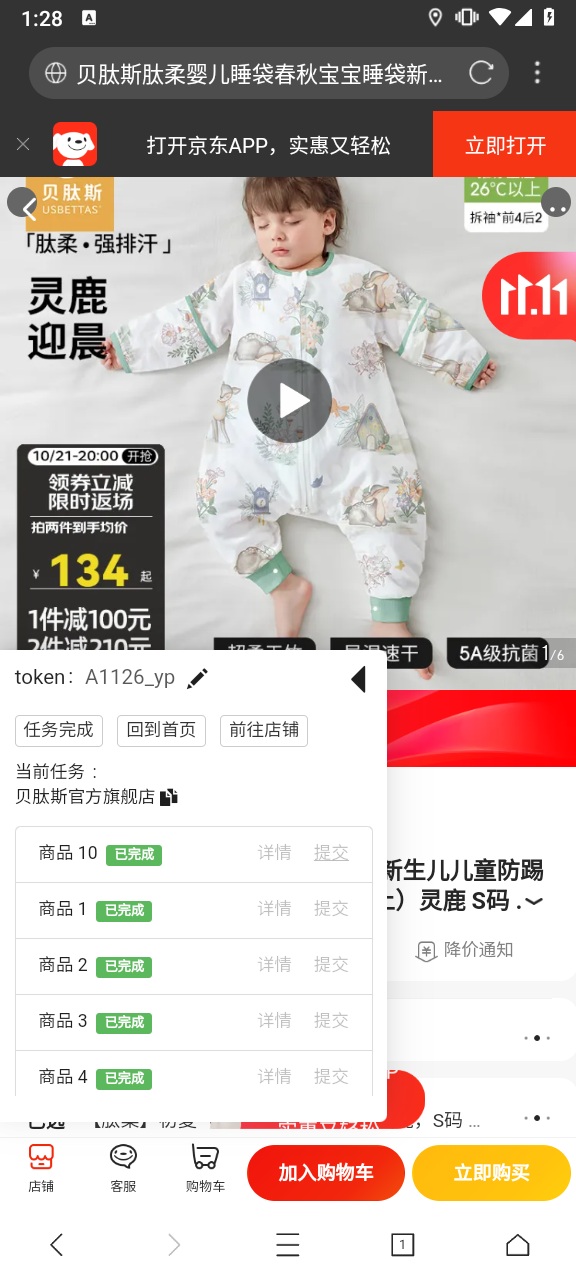 1:28
A
贝肽斯肽柔婴儿睡袋春秋宝宝睡袋新...
打开京东APP，实惠又轻松
立即打开
贝肽斯
USBETTAS
26℃以上
拆袖*前4后2
「肽柔•强排汗」
灵鹿
迎晨
11.11
10/21-20:00 开抢
领券立减
限时返场
拍两件到手均价
￥134起
1件减100元
2件减210元
5A级抗菌
1/6
token： A1126_yp
任务完成
回到首页
前往店铺
当前任务：
贝肽斯官方旗舰店
商品 10 已完成 详情 提交
商品 1 已完成 详情 提交
商品 2 已完成 详情 提交
商品 3 已完成 详情 提交
商品 4 已完成 详情 提交
新生儿儿童防踢
）灵鹿 S码 .
降价通知
，S码 ...
店铺
客服
购物车
加入购物车
立即购买
1